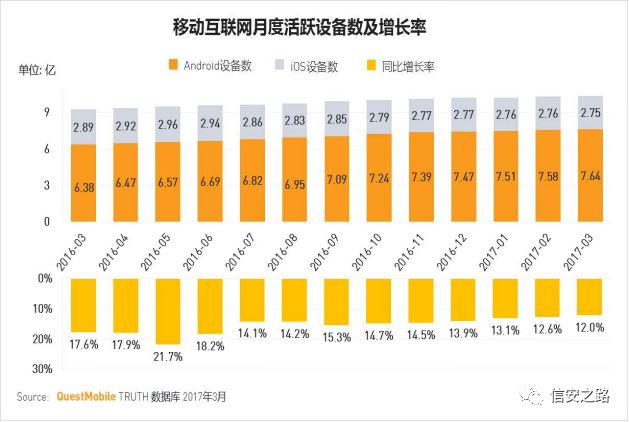 移动互联网月度活跃设备数及增长率
单位: 亿
Android设备数 iOS设备数 同比增长率
9
2.89 2.92 2.96 2.94 2.86 2.83 2.85 2.79 2.77 2.77 2.76 2.76 2.75
6
3
6.38 6.47 6.57 6.69 6.82 6.95 7.09 7.24 7.39 7.47 7.51 7.58 7.64
0
2016-03 2016-04 2016-05 2016-06 2016-07 2016-08 2016-09 2016-10 2016-11 2016-12 2017-01 2017-02 2017-03
0%
10%
20%
30%
17.6% 17.9% 21.7% 18.2% 14.1% 14.2% 15.3% 14.7% 14.5% 13.9% 13.1% 12.6% 12.0%
Source: QuestMobile TRUTH 数据库 2017年3月
信安之路